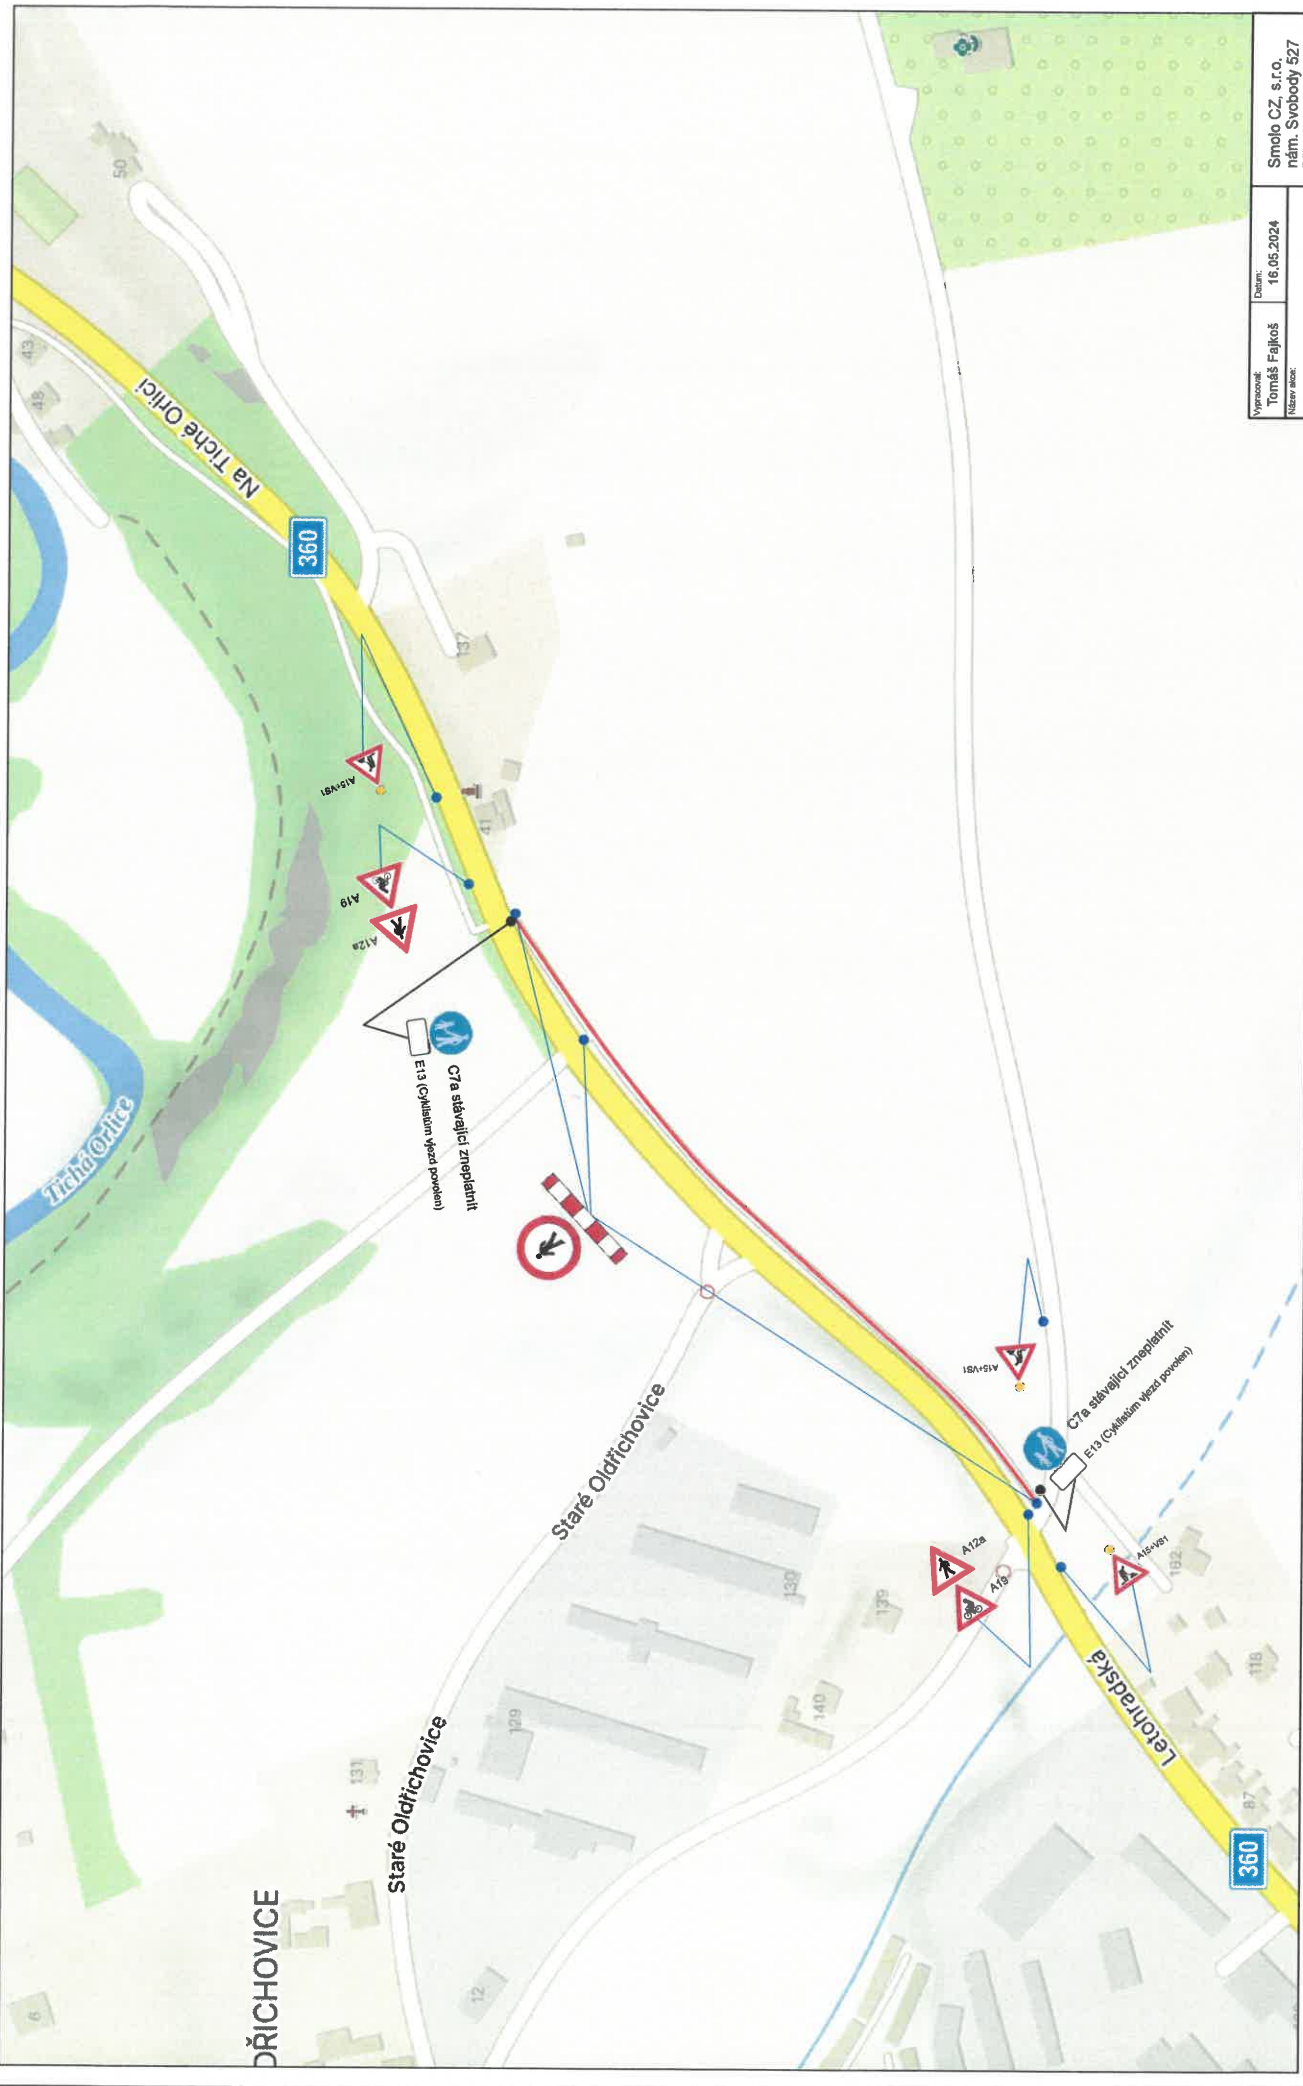 Vypracoval:
Tomáš Fajkoš
Datum:
16.05.2024
Smolo CZ, s.r.o.
nám. Svobody 527
Název akce:
50
43
48
Na Tiché Orlici
360
137
41
A15+VS1
A19
A12a
E13 (Cyklistům vjezd povolen)
C7a stávající zneplatnit
Tichá Orlice
Staré Oldřichovice
Staré Oldřichovice
A15+VS1
C7a stávající zneplatnit
E13 (Cyklistům vjezd povolen)
A12a
A19
A15+VS1
182
130
139
140
129
131
118
87
Letohradská
360
12
6
DŘICHOVICE